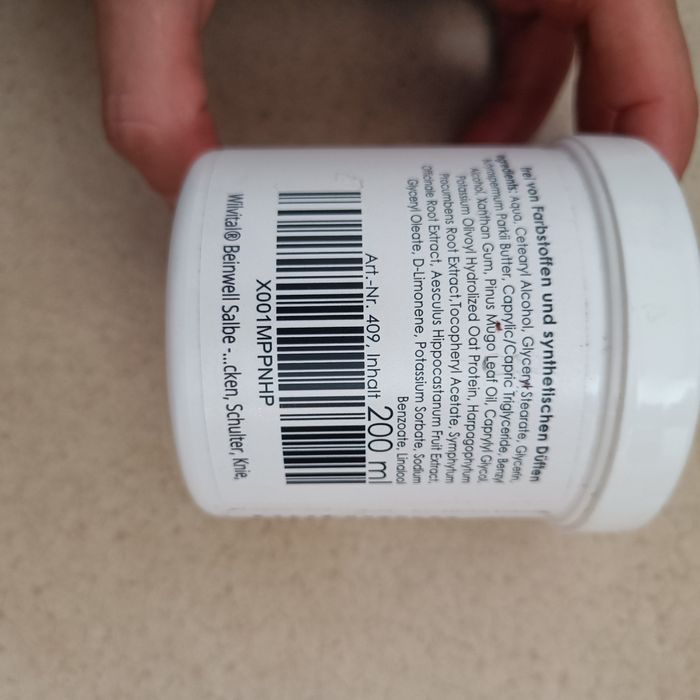 frei von Farbstoffen und synthetischen Düften
Ingredients: Aqua, Cetearyl Alcohol, Glyceryl Stearate, Glycerin,
Butyrospermum Parkii Butter, Caprylic/Capric Triglyceride, Benzyl
Alcohol, Xanthan Gum, Pinus Mugo Leaf Oil, Caprylyl Glycol,
Potassium Olivoyl Hydrolized Oat Protein, Harpagophytum
Procumbens Root Extract,Tocopheryl Acetate, Symphytum
Officinale Root Extract, Aesculus Hippocastanum Fruit Extract,
Glyceryl Oleate, D-Limonene, Potassium Sorbate, Sodium
Benzoate, Linalool
Art.-Nr. 409, Inhalt 200 ml
X001MPPNHP
Wilvital® Beinwell Salbe -...cken, Schulter, Knie,